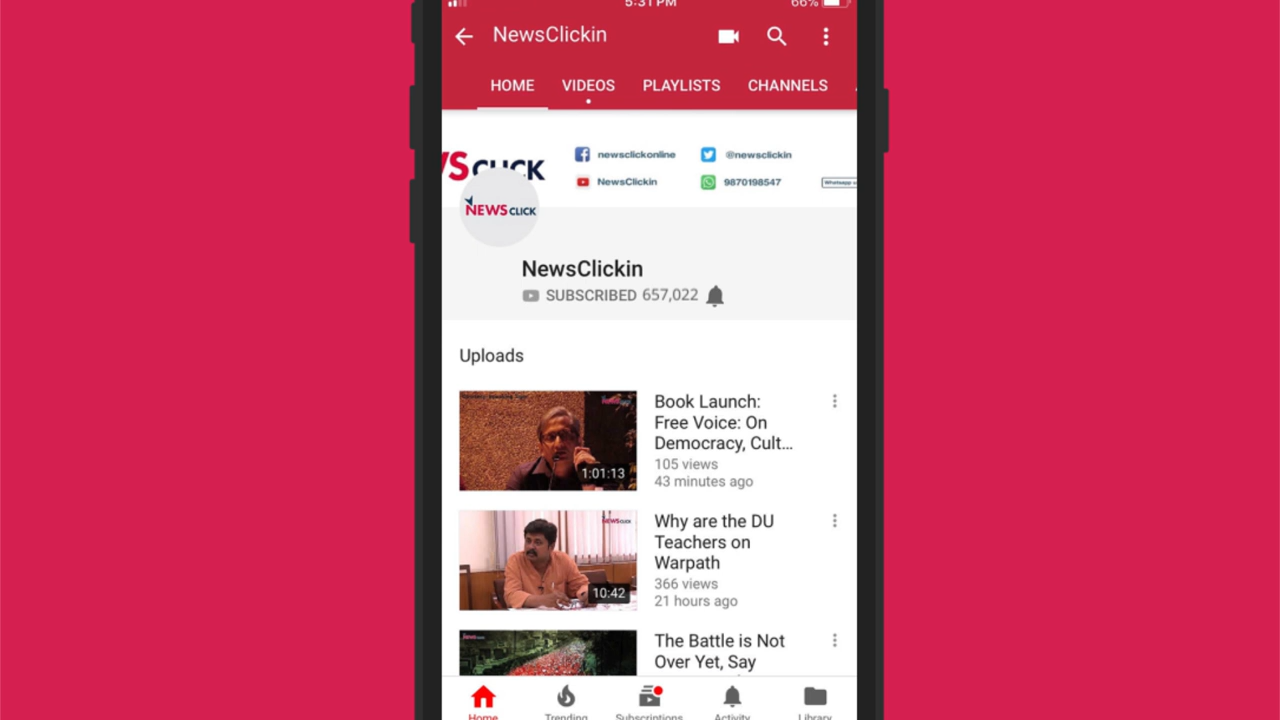 5:31 PM
66%
NewsClickin
HOME VIDEOS PLAYLISTS CHANNELS
CLICK
newsclickonline
@newsclickin
NewsClickin
9870198547
NEWS CLICK
NewsClickin
SUBSCRIBED 657,022
Uploads
Book Launch:
Free Voice: On
Democracy, Cult...
105 views
43 minutes ago
1:01:13
Why are the DU
Teachers on
Warpath
366 views
21 hours ago
NEWSCLICK
10:42
The Battle is Not
Over Yet, Say
Home Trending Subscriptions Activity Library